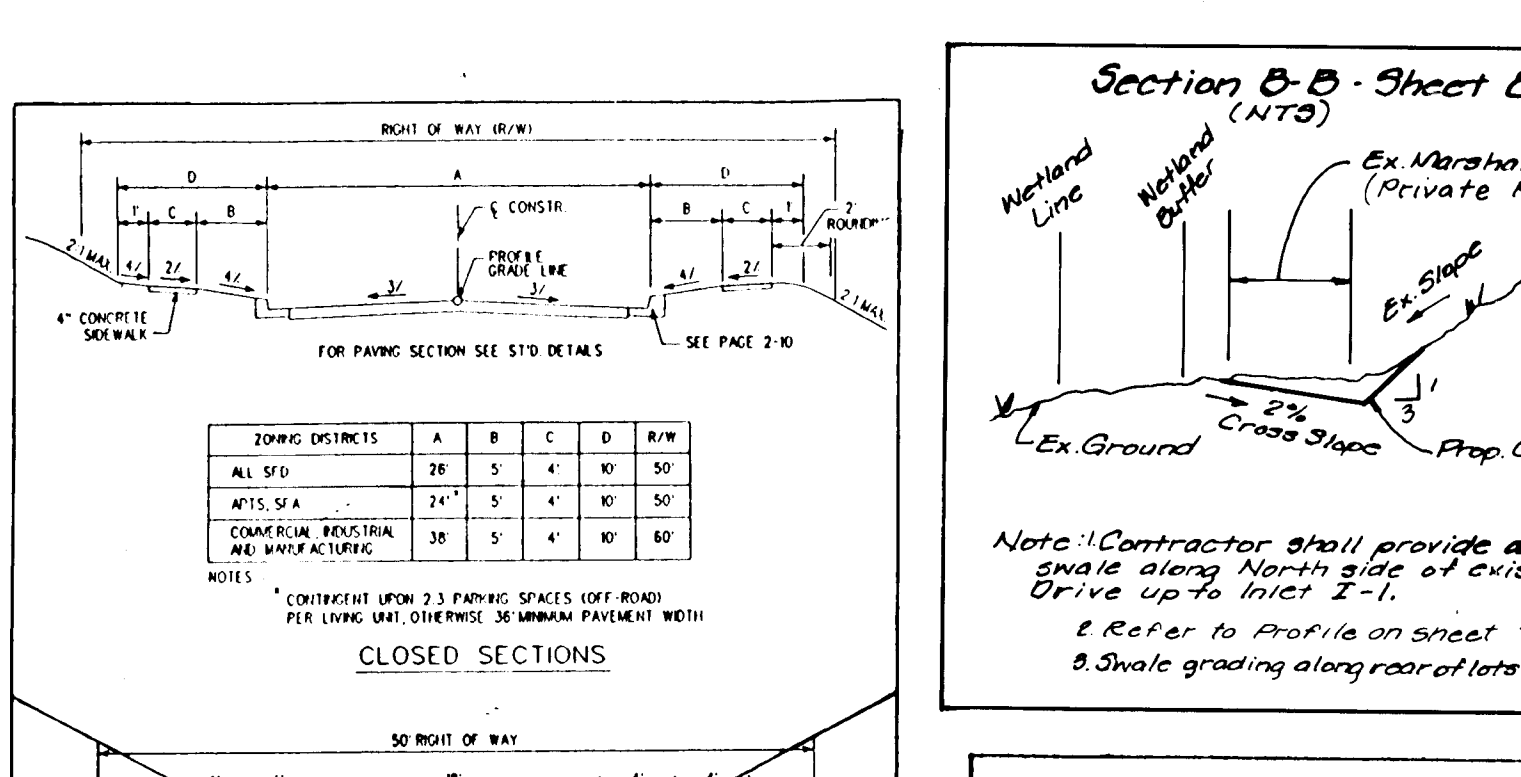 RIGHT OF WAY (R/W)
D A D
1' C B B C 1'
℄ CONSTR.
2'
PROFILE
GRADE LINE
2:1 MAX.
4% 2% 4% 3% 3% 4% 2%
2:1 MAX.
4" CONCRETE
SIDEWALK
SEE PAGE 2-10
FOR PAVING SECTION SEE ST'D. DETAILS
ZONING DISTRICTS A B C D R/W
ALL SFD 26' 5' 4' 10' 50'
APTS, SFA 24'* 5' 4' 10' 50'
COMMERCIAL, INDUSTRIAL
AND MANUFACTURING 38' 5' 4' 10' 60'
NOTES
* CONTINGENT UPON 2.3 PARKING SPACES (OFF-ROAD)
PER LIVING UNIT, OTHERWISE 36' MINIMUM PAVEMENT WIDTH
CLOSED SECTIONS
50' RIGHT OF WAY
Section B-B - Sheet
(NTS)
Wetland
Line
Wetland
Buffer
Ex. Marsha
(Private
Ex. Slope
1
3
2%
Cross Slope
Ex. Ground
Prop.
Note: 1. Contractor shall provide a
swale along North side of exis
Drive up to Inlet I-1.
2. Refer to Profile on sheet
3. Swale grading along rear of lots